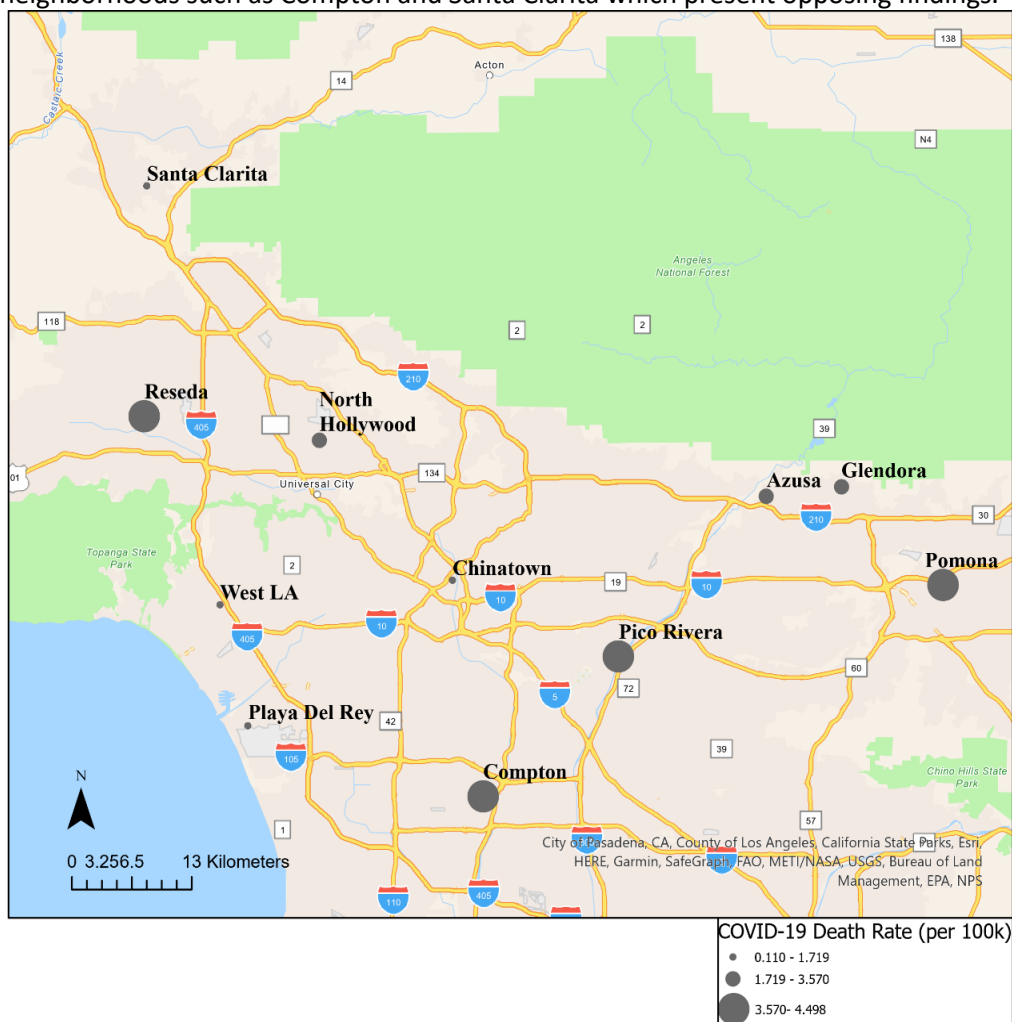 neighborhoods such as Compton and Santa Clarita which present opposing findings.
138
Acton
14
Castaic-Creek
N4
Santa Clarita
Angeles
National Forest
118
2
2
210
Reseda
North
Hollywood
405
39
134
01
Universal City
Azusa
Glendora
210
30
Topanga State
Park
2
Chinatown
Pomona
19
10
10
West LA
10
405
Pico Rivera
60
72
5
Playa Del Rey
42
39
105
Compton
Chino Hills State
Park
N
1
57
City of Pasadena, CA, County of Los Angeles, California State Parks, Esri,
HERE, Garmin, SafeGraph, FAO, METI/NASA, USGS, Bureau of Land
Management, EPA, NPS
0 3.256.5 13 Kilometers
110
405
COVID-19 Death Rate (per 100k)
0.110 - 1.719
1.719 - 3.570
3.570- 4.498